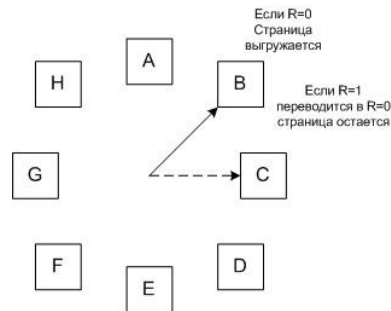 Если R=0
Страница
выгружается
A
H
B
Если R=1
переводится в R=0
страница остается
G
C
F
D
E